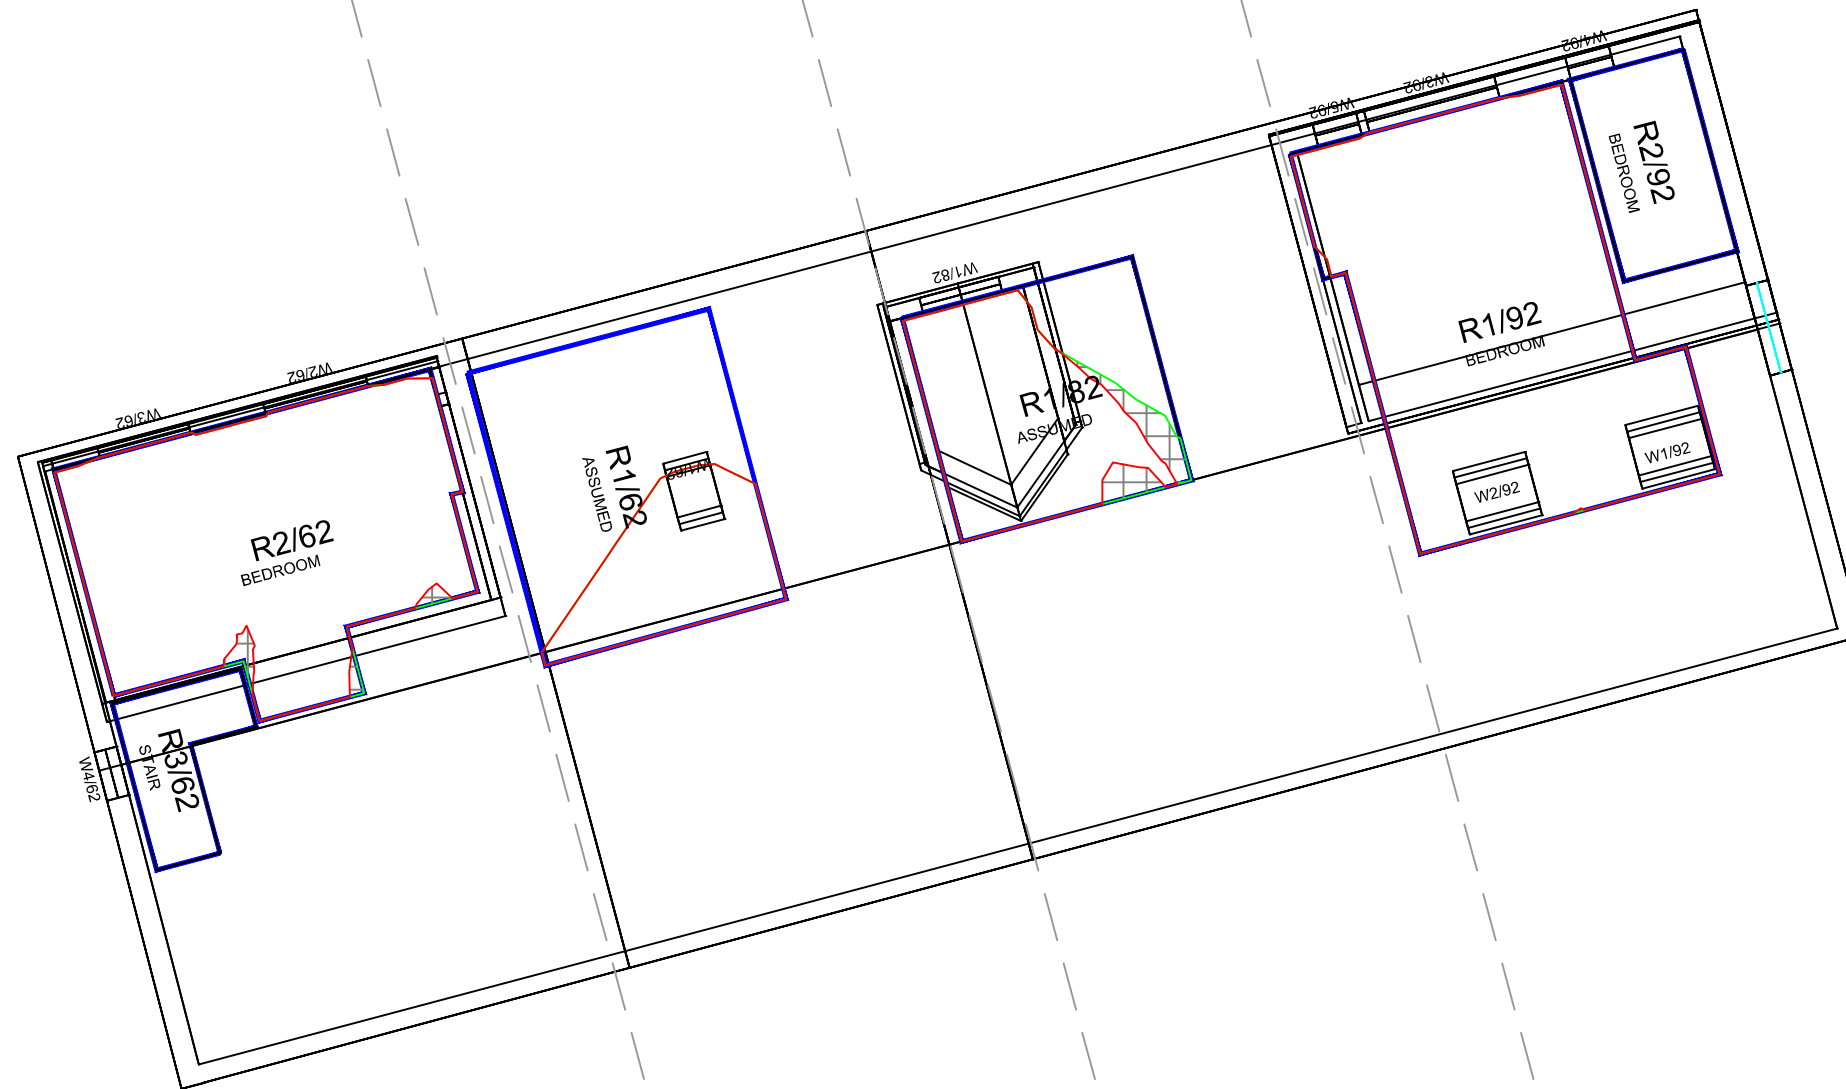 W4/92
W3/92
W5/92
R2/92
BEDROOM
W1/82
R1/92
BEDROOM
W2/62
R1/82
ASSUMED
W3/62
R1/62
ASSUMED
W1/92
W2/92
R2/62
BEDROOM
R3/62
STAIR
W4/62